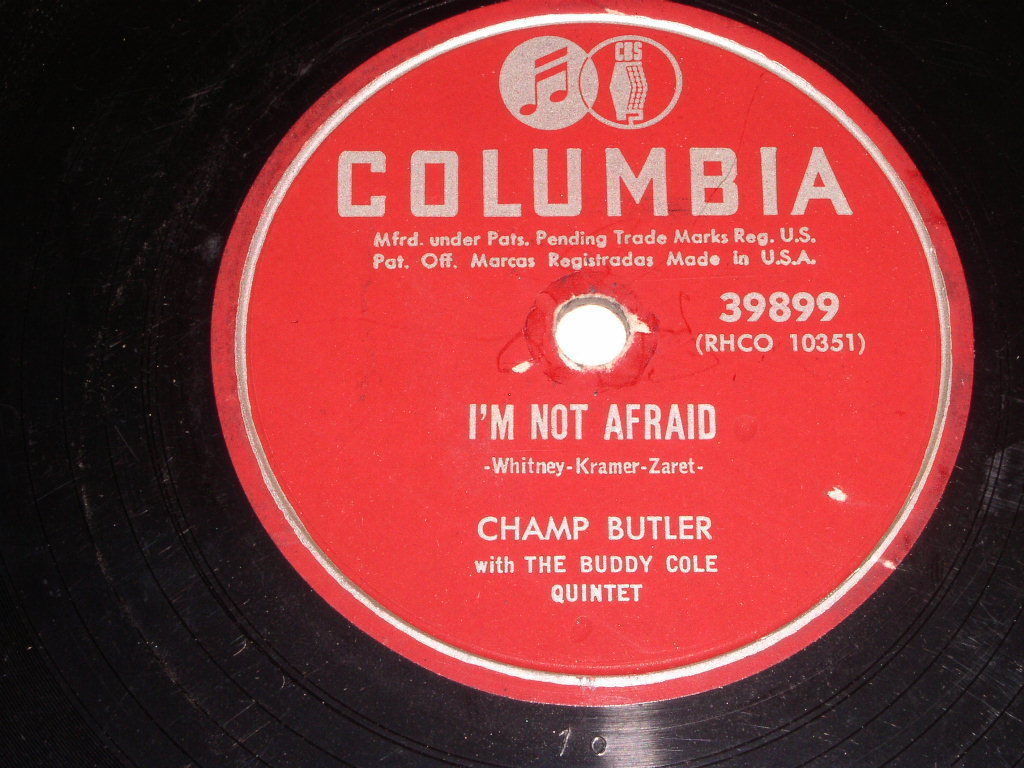 CBS
COLUMBIA
Mfrd. under Pats. Pending Trade Marks Reg. U.S.
Pat. Off. Marcas Registradas Made in U.S.A.
39899
(RHCO 10351)
I'M NOT AFRAID
-Whitney-Kramer-Zaret-
CHAMP BUTLER
with THE BUDDY COLE
QUINTET